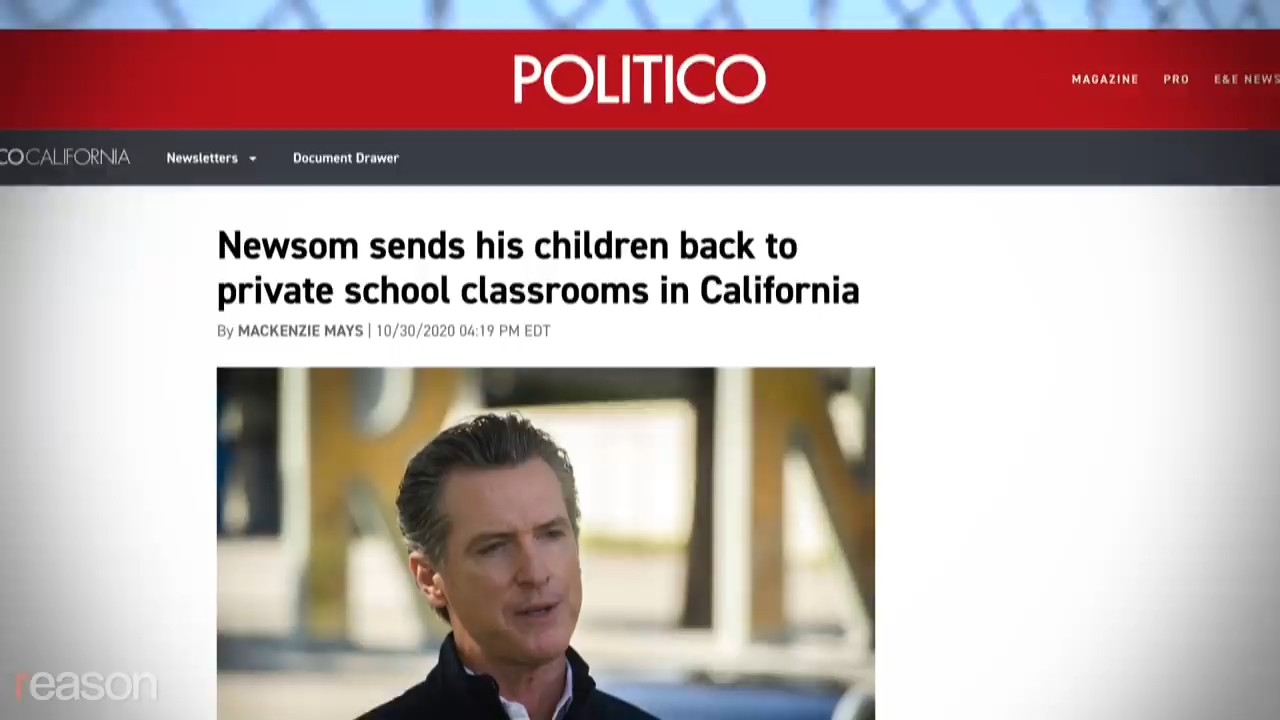 POLITICO
MAGAZINE PRO E&E NEWS
CO CALIFORNIA Newsletters Document Drawer
Newsom sends his children back to
private school classrooms in California
By MACKENZIE MAYS | 10/30/2020 04:19 PM EDT
reason